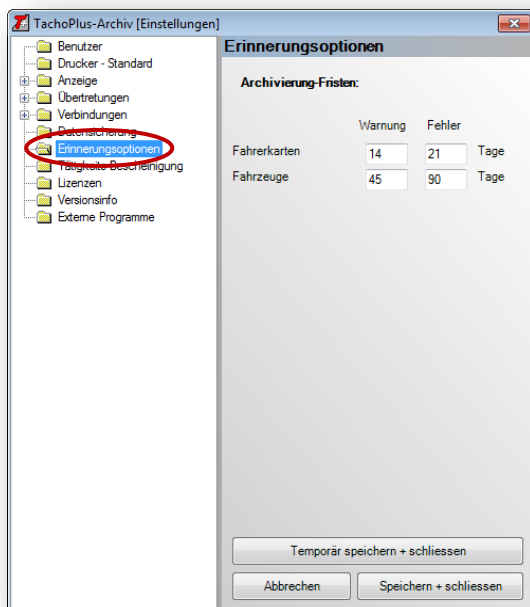 TachoPlus-Archiv [Einstellungen]
Benutzer
Drucker - Standard
Anzeige
Übertretungen
Verbindungen
Datensicherung
Erinnerungsoptionen
Tätigkeits Bescheinigung
Lizenzen
Versionsinfo
Externe Programme
Erinnerungsoptionen
Archivierung-Fristen:
Warnung Fehler
Fahrerkarten 14 21 Tage
Fahrzeuge 45 90 Tage
Temporär speichern + schliessen
Abbrechen Speichern + schliessen